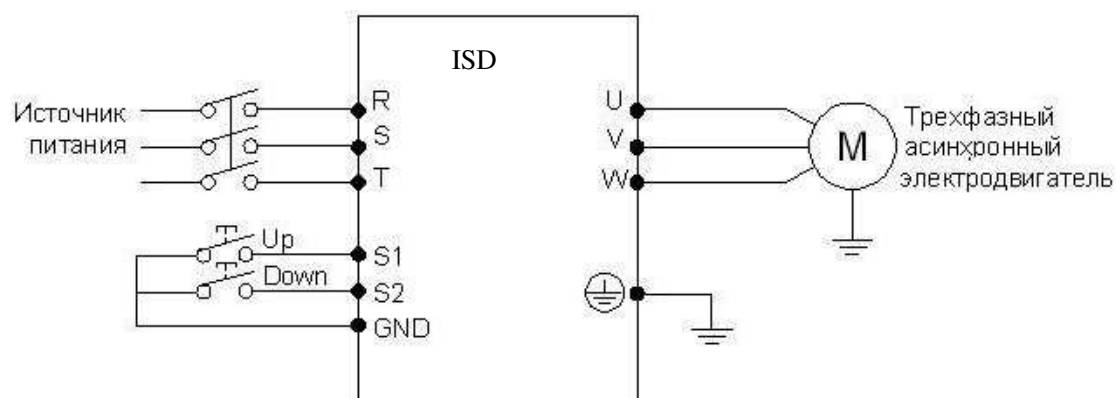 ISD
Источник
питания
R
S
T
Up
S1
Down
S2
GND
U
V
W
M
Трехфазный
асинхронный
электродвигатель